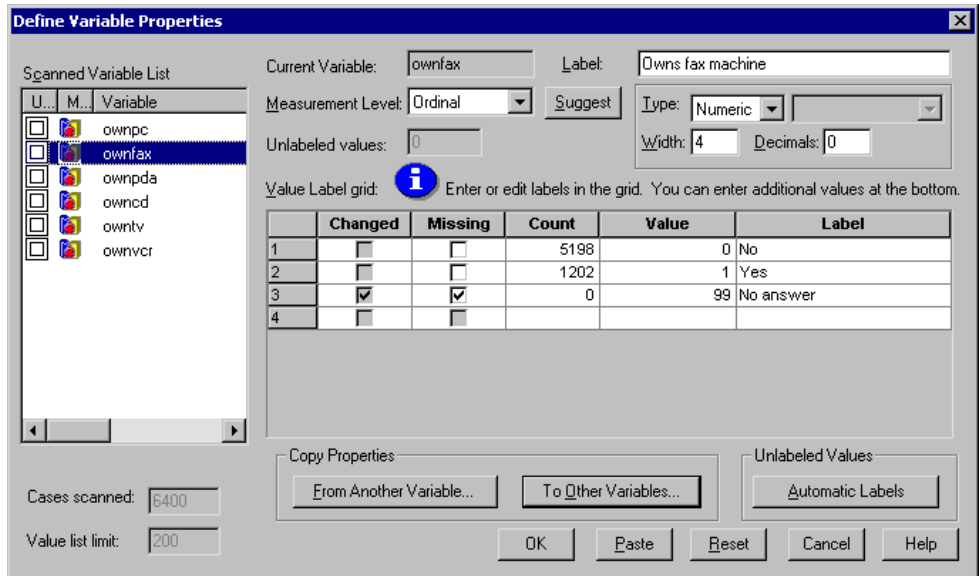 Define Variable Properties
Scanned Variable List
U... M... Variable
ownpc
ownfax
ownpda
owncd
owntv
ownvcr
Cases scanned: 6400
Value list limit: 200
Current Variable: ownfax Label: Owns fax machine
Measurement Level: Ordinal Suggest Type: Numeric
Unlabeled values: 0 Width: 4 Decimals: 0
Value Label grid: Enter or edit labels in the grid. You can enter additional values at the bottom.
Changed Missing Count Value Label
1 5198 0 No
2 1202 1 Yes
3 0 99 No answer
4
Copy Properties
From Another Variable... To Other Variables...
Unlabeled Values
Automatic Labels
OK Paste Reset Cancel Help